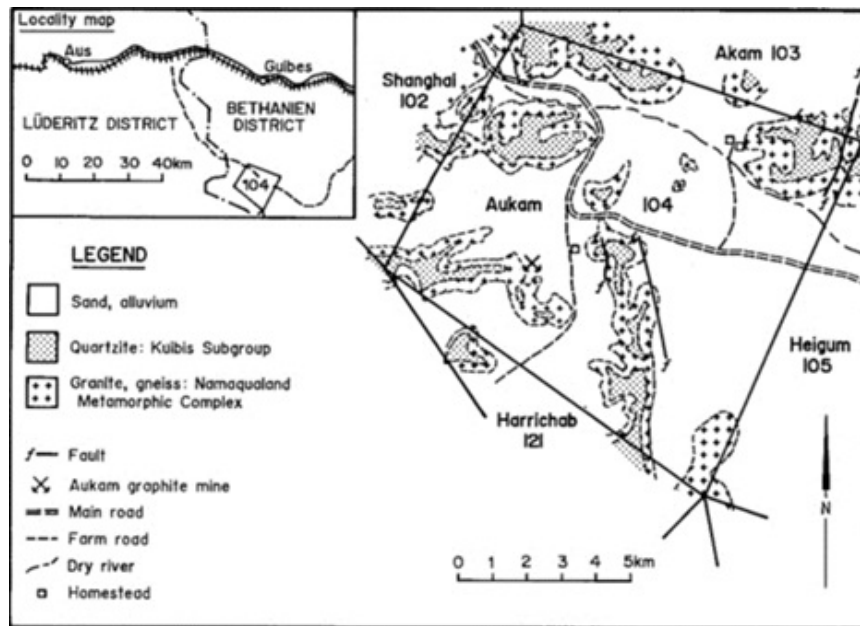 Locality map
Aus
Guibes
LÜDERITZ DISTRICT
BETHANIEN
DISTRICT
0 10 20 40km
104
Shanghai
102
Akam 103
Aukam
104
Heigum
105
Harrichab
121
LEGEND
Sand, alluvium
Quartzite: Kuibis Subgroup
Granite, gneiss: Namaqualand
Metamorphic Complex
Fault
Aukam graphite mine
Main road
Farm road
Dry river
Homestead
0 1 2 3 4 5km
N